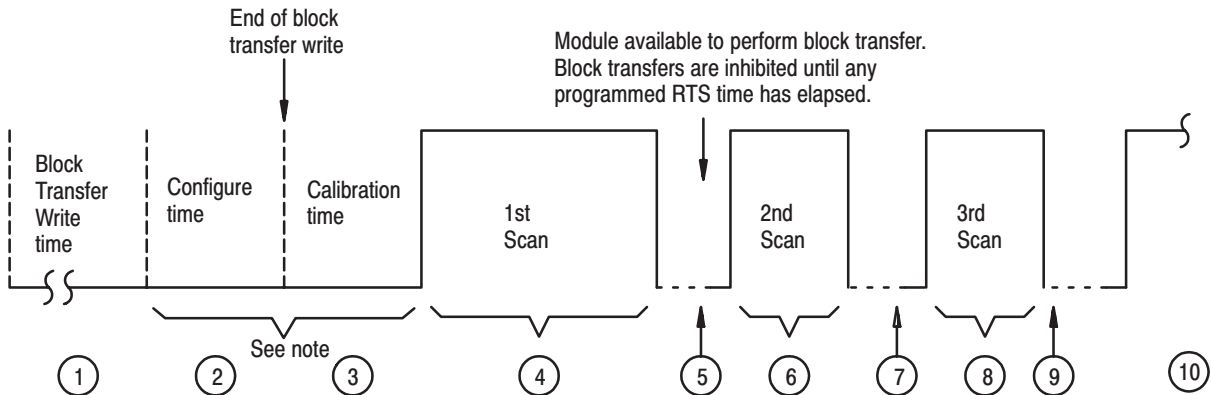 End of block
transfer write
Module available to perform block transfer.
Block transfers are inhibited until any
programmed RTS time has elapsed.
Block
Transfer
Write
time
Configure
time
Calibration
time
1st
Scan
2nd
Scan
3rd
Scan
See note
1 2 3 4 5 6 7 8 9 10